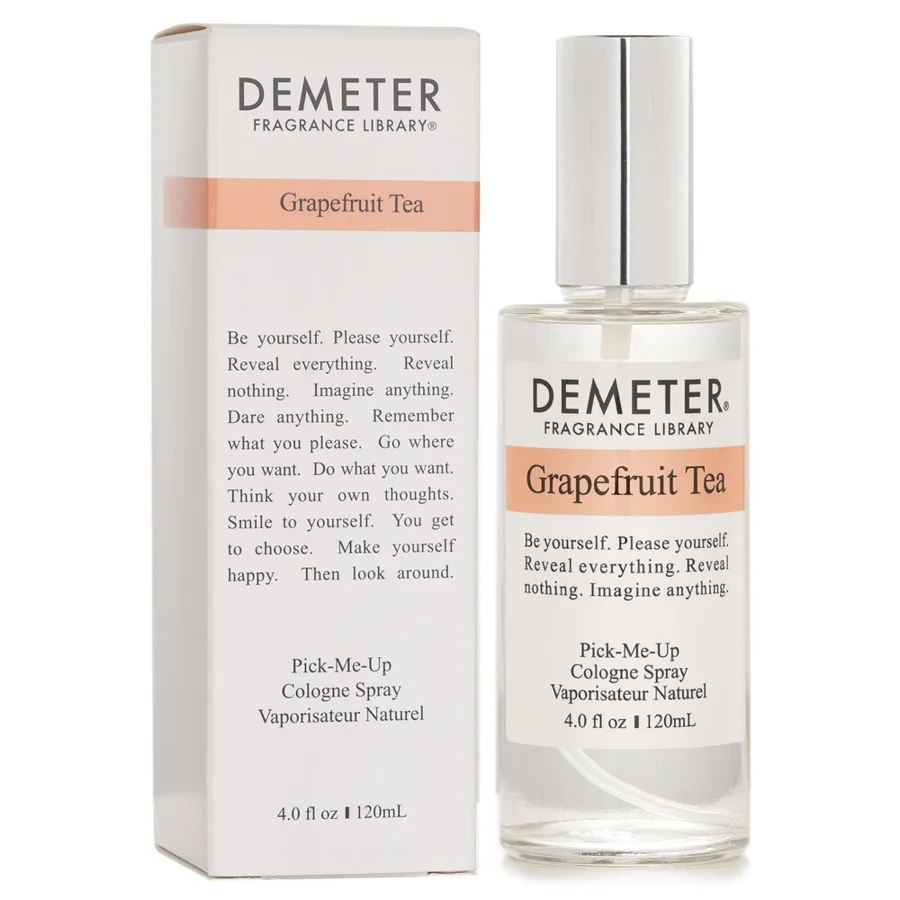 DEMETER
FRAGRANCE LIBRARY®
Grapefruit Tea
Be yourself. Please yourself.
Reveal everything. Reveal
nothing. Imagine anything.
Dare anything. Remember
what you please. Go where
you want. Do what you want.
Think your own thoughts.
Smile to yourself. You get
to choose. Make yourself
happy. Then look around.
Pick-Me-Up
Cologne Spray
Vaporisateur Naturel
4.0 fl oz ▮ 120mL
DEMETER®
FRAGRANCE LIBRARY
Grapefruit Tea
Be yourself. Please yourself.
Reveal everything. Reveal
nothing. Imagine anything.
Pick-Me-Up
Cologne Spray
Vaporisateur Naturel
4.0 fl oz ▮ 120mL